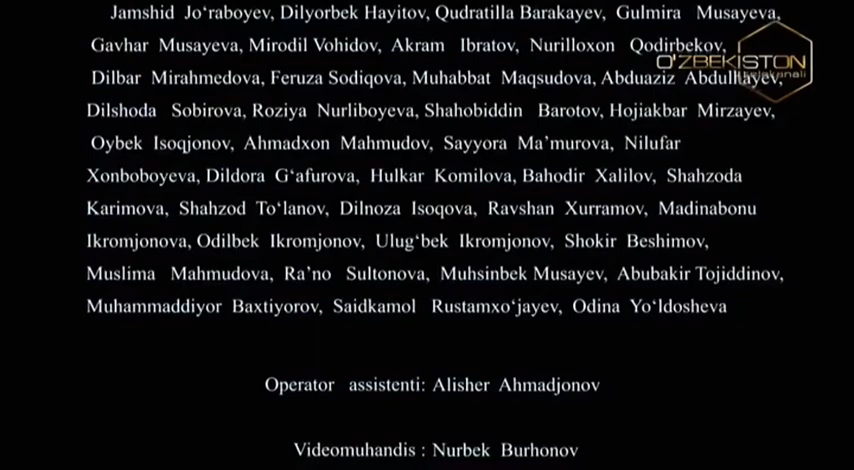 Jamshid Jo‘raboyev, Dilyorbek Hayitov, Qudratilla Barakayev, Gulmira Musayeva,
Gavhar Musayeva, Mirodil Vohidov, Akram Ibratov, Nurilloxon Qodirbekov,
O'ZBEKISTON
telekanali
Dilbar Mirahmedova, Feruza Sodiqova, Muhabbat Maqsudova, Abduaziz Abdullayev,
Dilshoda Sobirova, Roziya Nurliboyeva, Shahobiddin Barotov, Hojiakbar Mirzayev,
Oybek Isoqjonov, Ahmadxon Mahmudov, Sayyora Ma’murova, Nilufar
Xonboboyeva, Dildora G‘afurova, Hulkar Komilova, Bahodir Xalilov, Shahzoda
Karimova, Shahzod To‘lanov, Dilnoza Isoqova, Ravshan Xurramov, Madinabonu
Ikromjonova, Odilbek Ikromjonov, Ulug‘bek Ikromjonov, Shokir Beshimov,
Muslima Mahmudova, Ra’no Sultonova, Muhsinbek Musayev, Abubakir Tojiddinov,
Muhammaddiyor Baxtiyorov, Saidkamol Rustamxo‘jayev, Odina Yo‘ldosheva
Operator assistenti: Alisher Ahmadjonov
Videomuhandis : Nurbek Burhonov